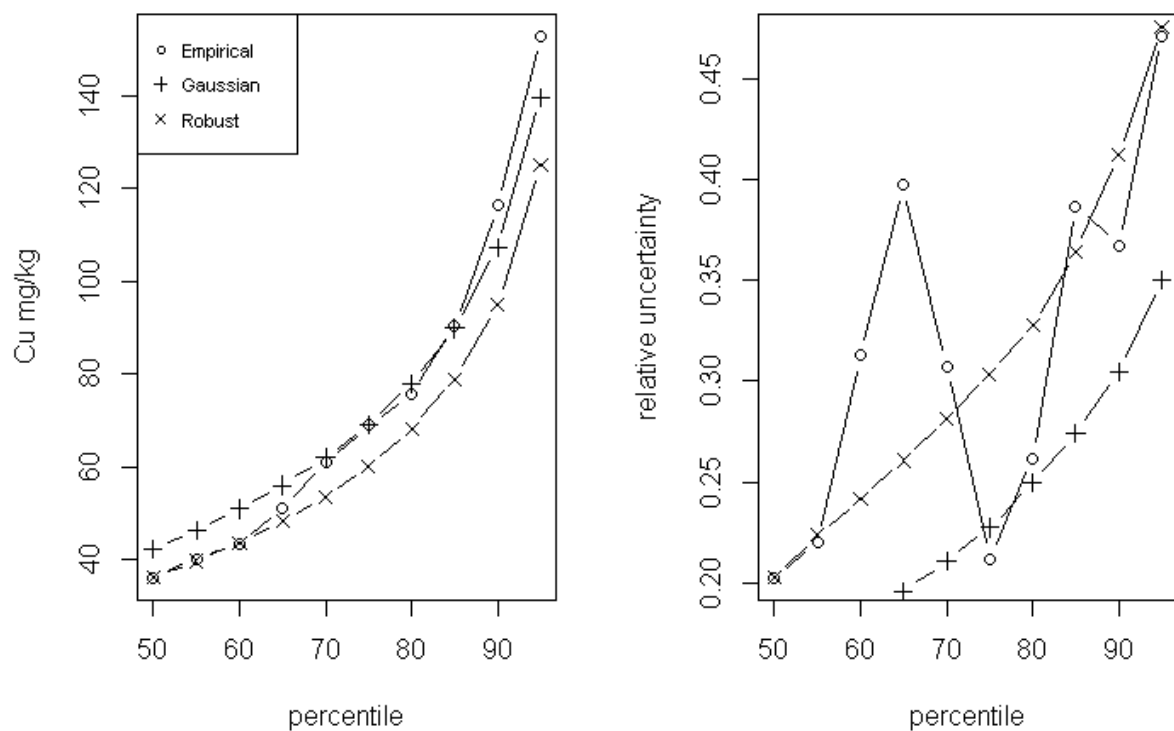 Empirical
Gaussian
Robust
Cu mg/kg
140
120
100
80
60
40
50 60 70 80 90
percentile
relative uncertainty
0.45
0.40
0.35
0.30
0.25
0.20
50 60 70 80 90
percentile